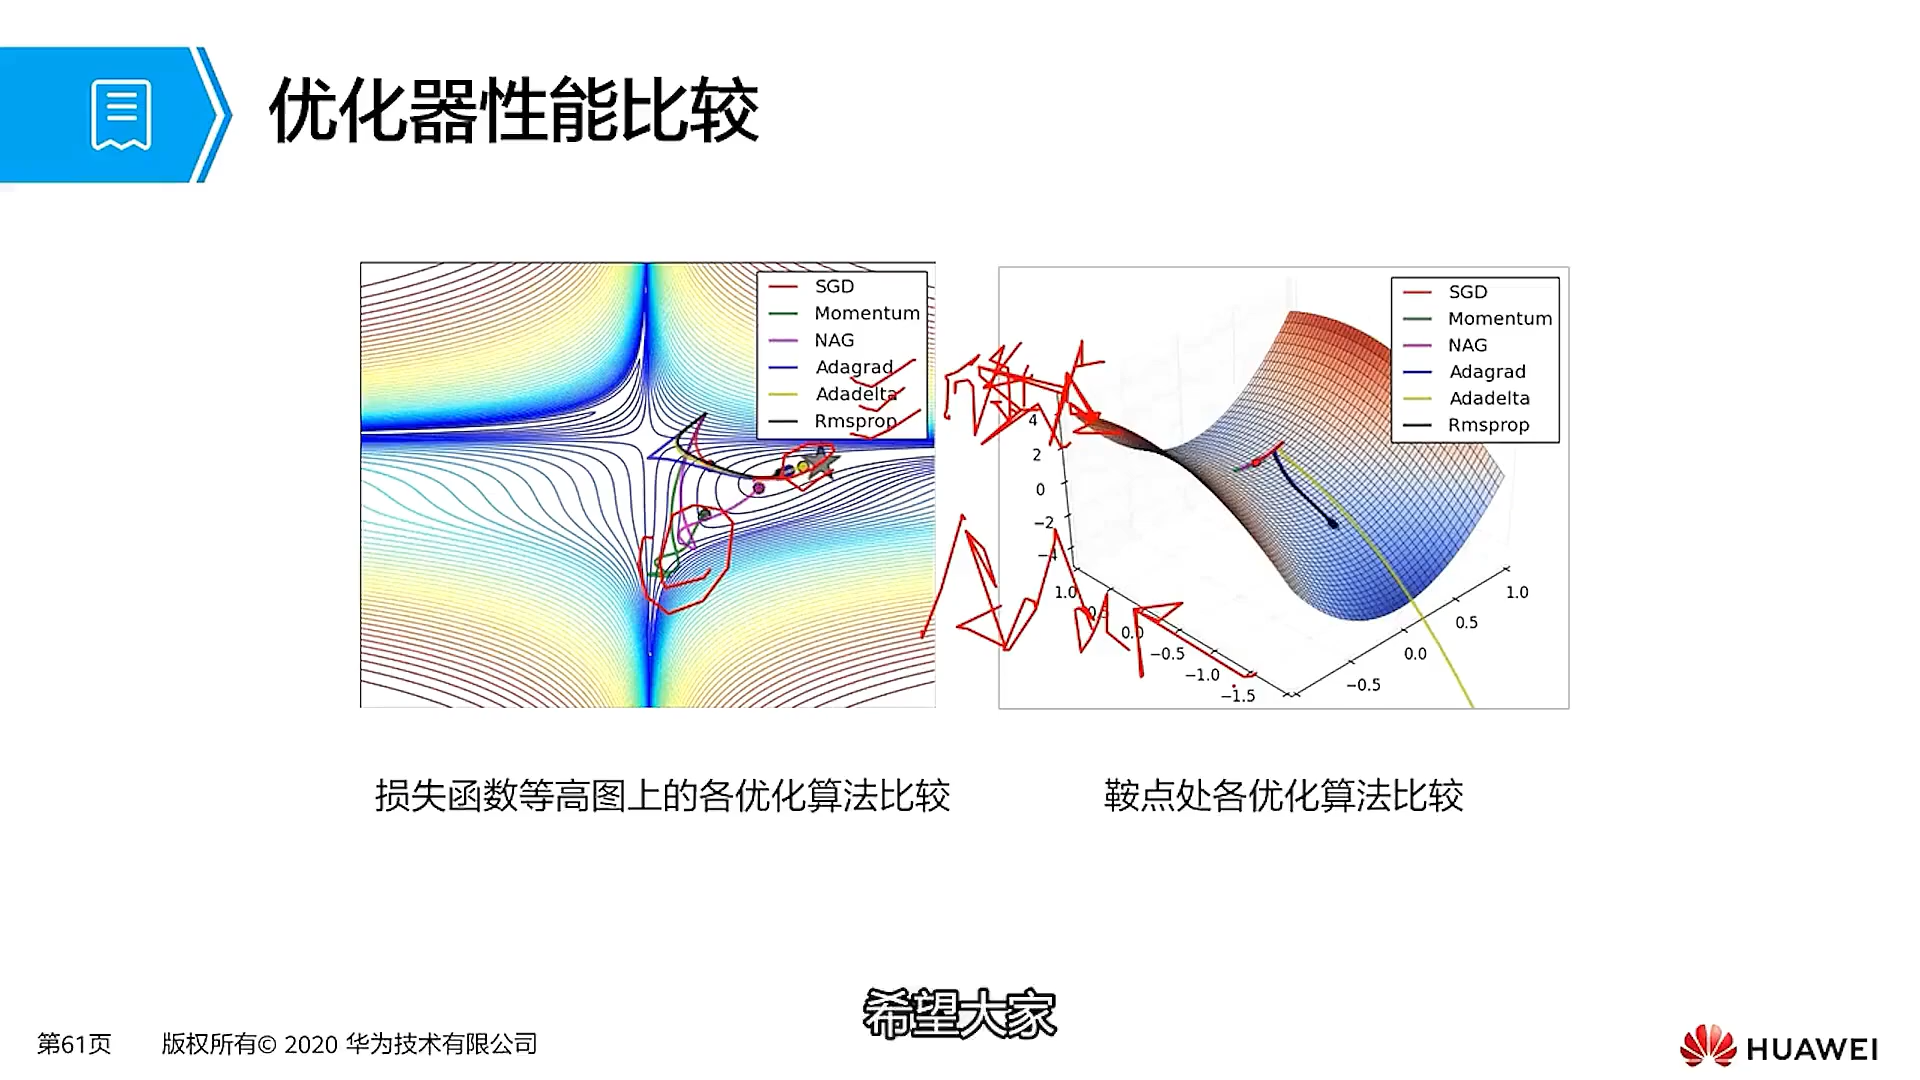 优化器性能比较
SGD
Momentum
NAG
Adagrad
Adadelta
Rmsprop
SGD
Momentum
NAG
Adagrad
Adadelta
Rmsprop
4
2
0
−2
−4
1.0
0.0
−0.5
−1.0
−1.5
−0.5
0.0
0.5
1.0
损失函数等高图上的各优化算法比较
鞍点处各优化算法比较
希望大家
第61页
版权所有© 2020 华为技术有限公司
HUAWEI